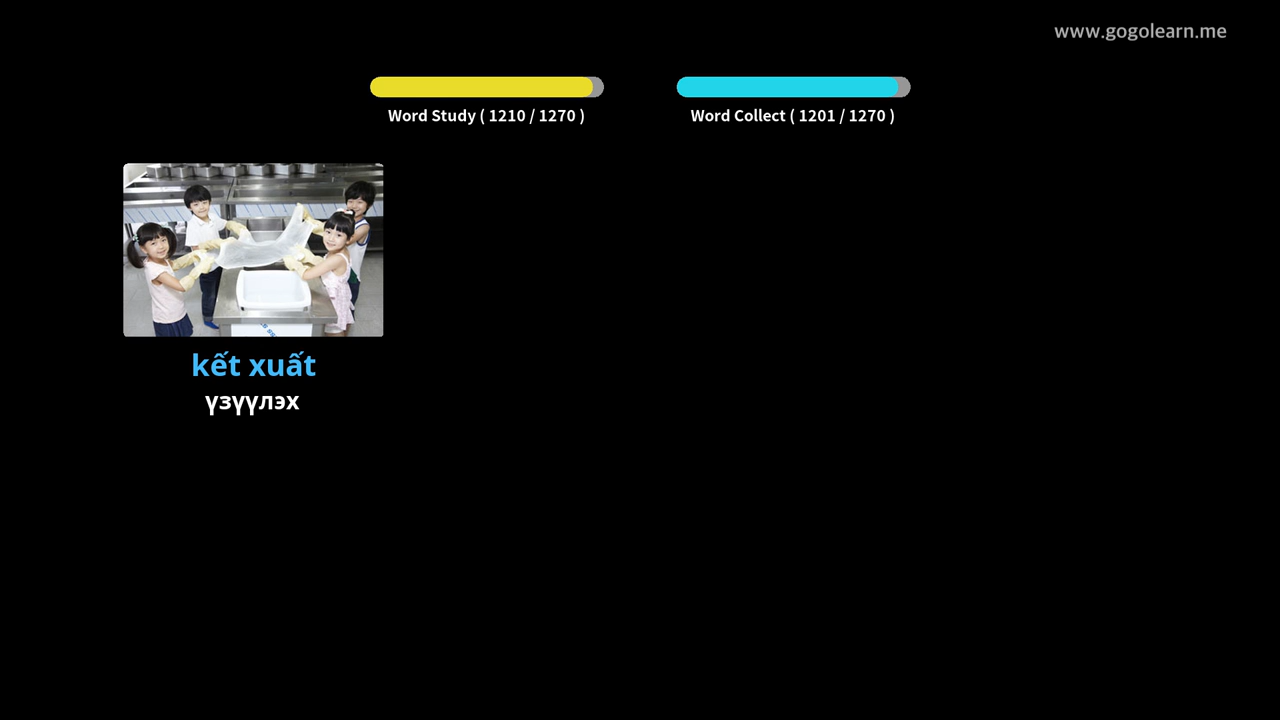 www.gogolearn.me
Word Study ( 1210 / 1270 )
Word Collect ( 1201 / 1270 )
kết xuất
үзүүлэх